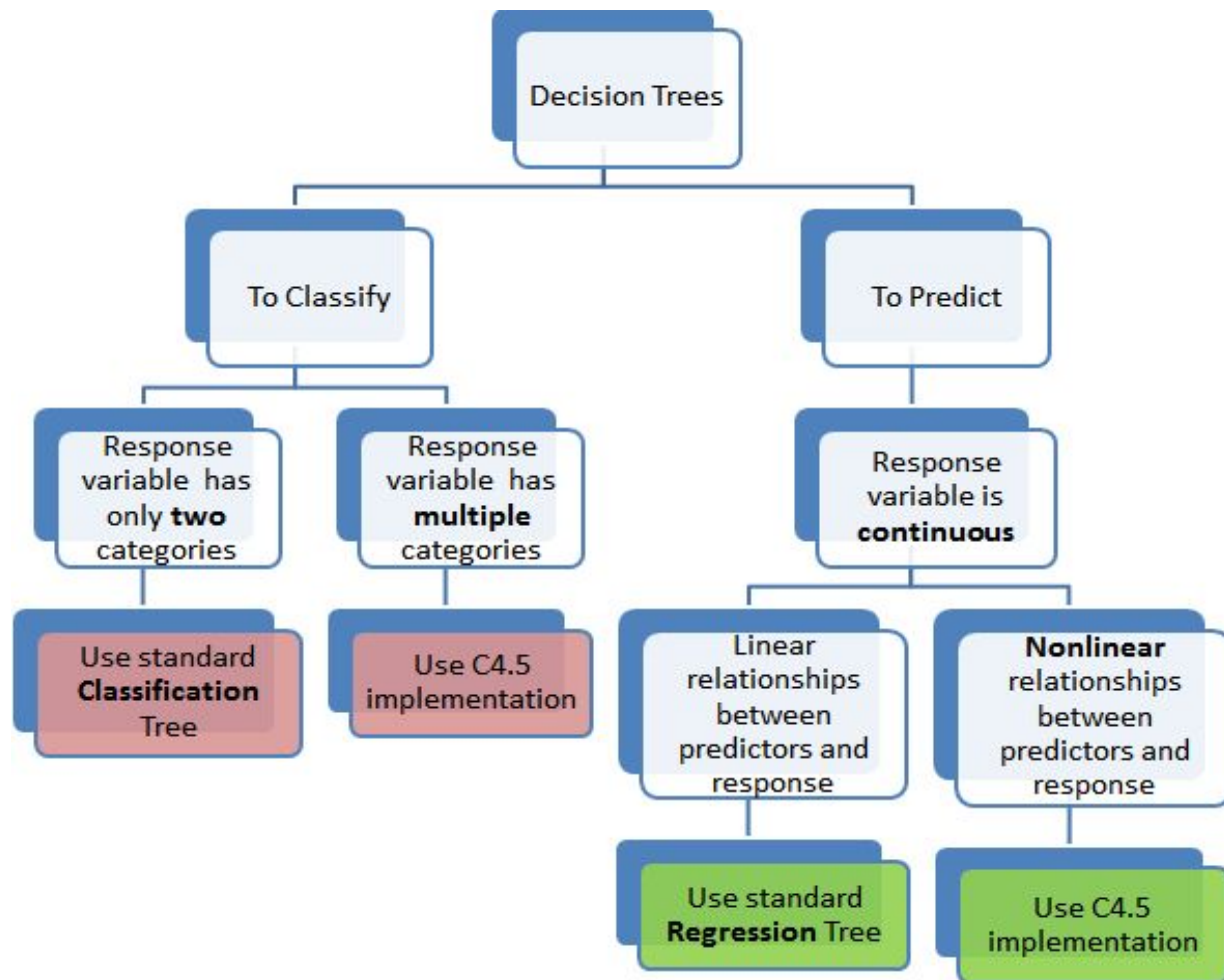 Decision Trees
To Classify
To Predict
Response
variable has
only two
categories
Response
variable has
multiple
categories
Response
variable is
continuous
Use standard
Classification
Tree
Use C4.5
implementation
Linear
relationships
between
predictors and
response
Nonlinear
relationships
between
predictors and
response
Use standard
Regression Tree
Use C4.5
implementation